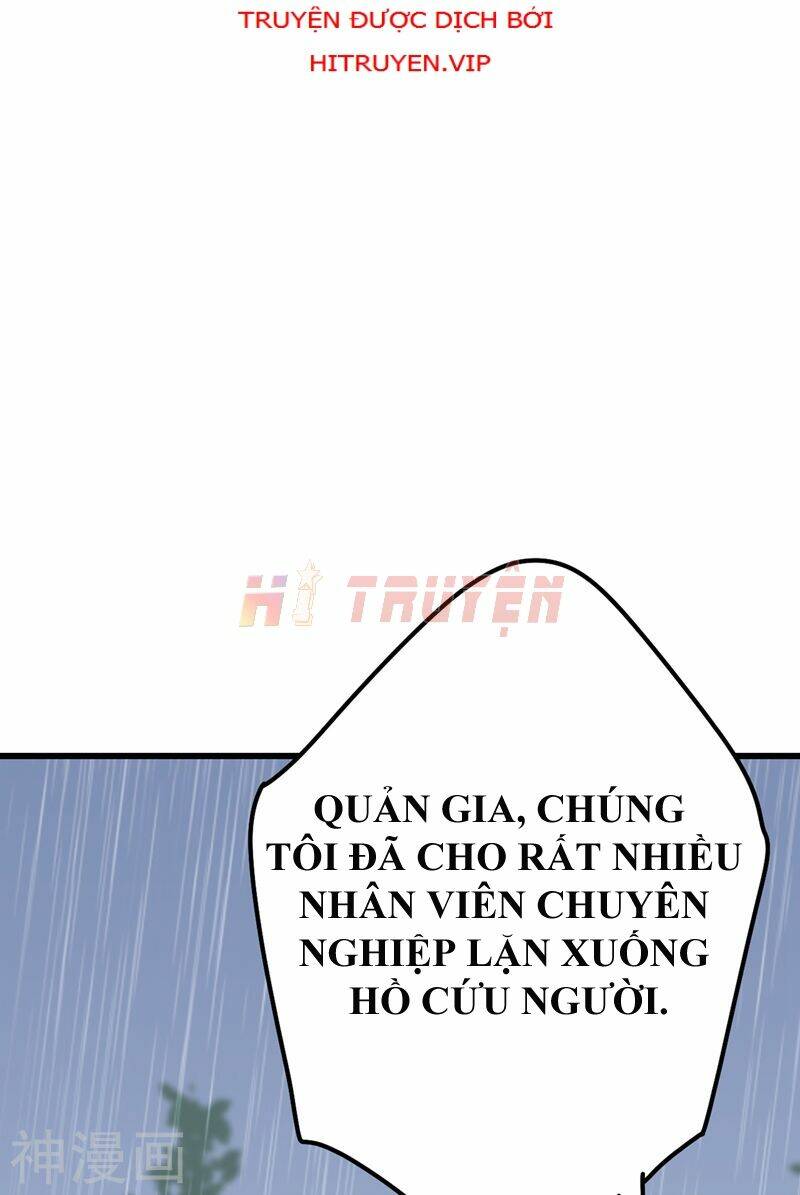 TRUYỆN ĐƯỢC DỊCH BỞI
HITRUYEN.VIP
HI TRUYỆN
QUẢN GIA, CHÚNG
TÔI ĐÃ CHO RẤT NHIỀU
NHÂN VIÊN CHUYÊN
NGHIỆP LẶN XUỐNG
HỒ CỨU NGƯỜI.
神漫画